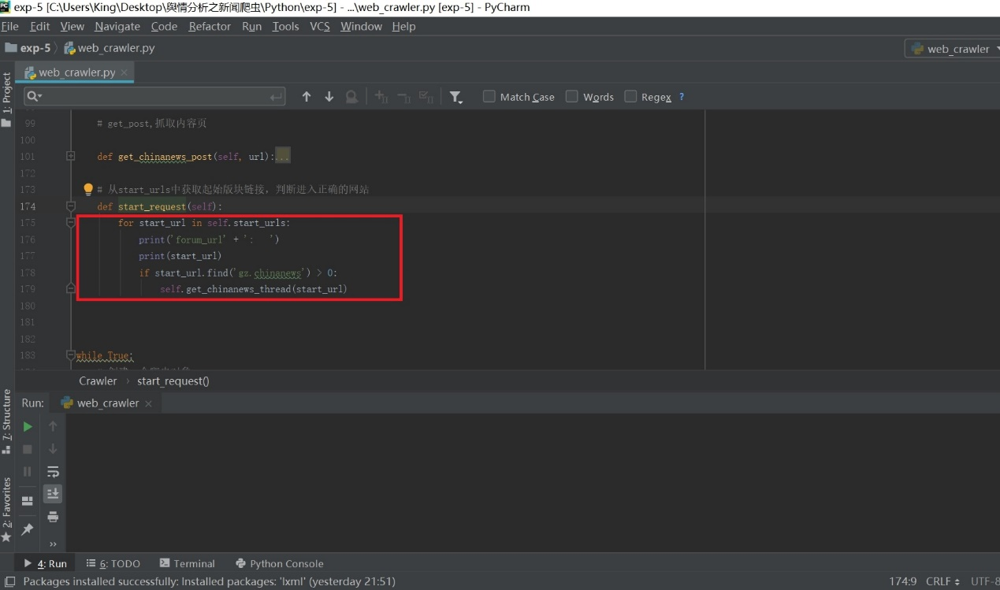 exp-5 [C:\Users\King\Desktop\舆情分析之新闻爬虫\Python\exp-5] - ...\web_crawler.py [exp-5] - PyCharm
File Edit View Navigate Code Refactor Run Tools VCS Window Help
exp-5 web_crawler.py web_crawler
web_crawler.py
1: Project
Match Case Words Regex ?
99 # get_post,抓取内容页
100
101 def get_chinanews_post(self, url):...
172
173 # 从start_urls中获取起始版块链接，判断进入正确的网站
174 def start_request(self):
175 for start_url in self.start_urls:
176 print('forum_url' + ':   ')
177 print(start_url)
178 if start_url.find('gz.chinanews') > 0:
179 self.get_chinanews_thread(start_url)
180
181
182
183 while True:
Crawler › start_request()
7: Structure
Run: web_crawler
2: Favorites
4: Run 6: TODO Terminal Python Console
Packages installed successfully: Installed packages: 'lxml' (yesterday 21:51) 174:9 CRLF UTF-8